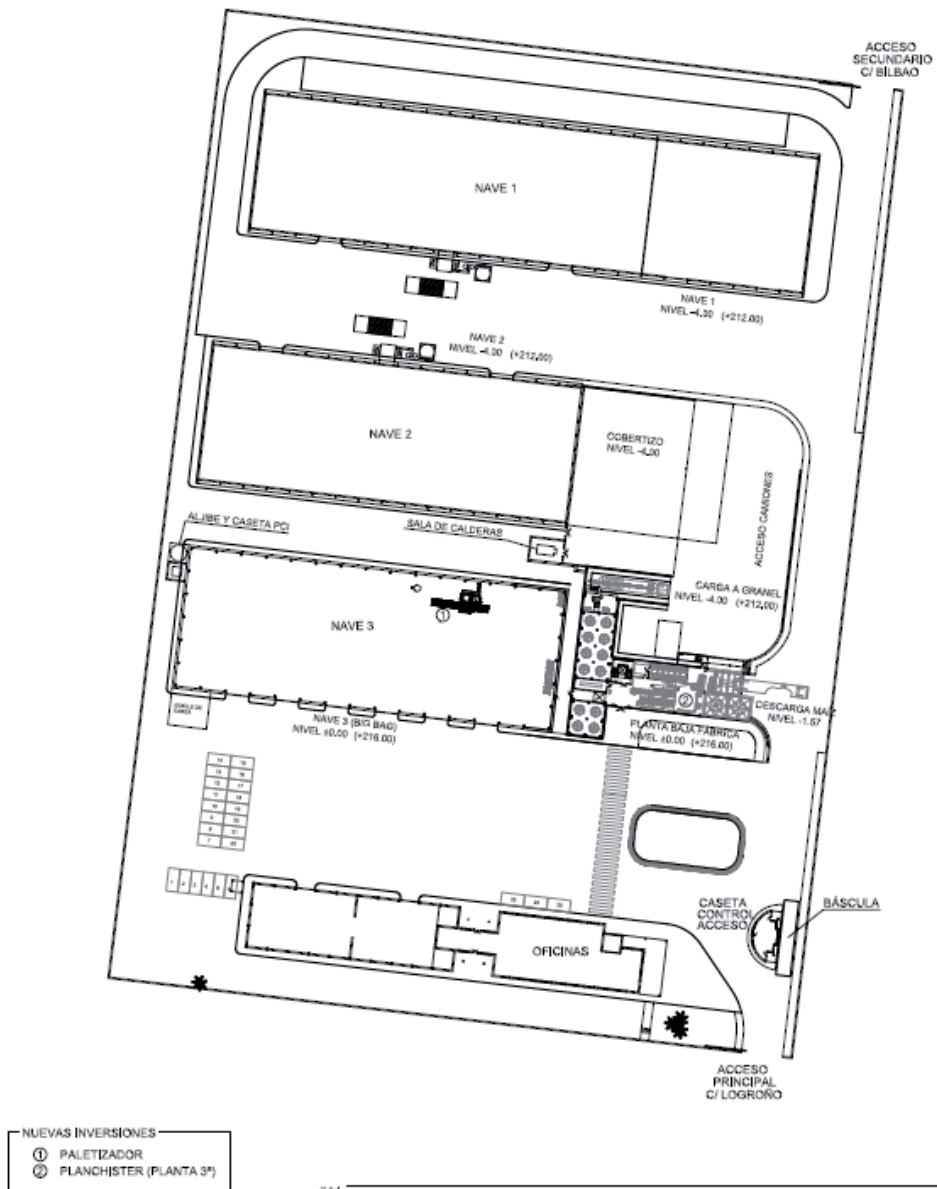 ACCESO
SECUNDARIO
C/ BILBAO
NAVE 1
NAVE 1
NIVEL -4.00 (+212.00)
NAVE 2
NIVEL -4.00 (+212.00)
NAVE 2
COBERTIZO
NIVEL -4.00
ACCESO CAMIONES
ALJIBE Y CASETA PCI
SALA DE CALDERAS
CARGA A GRANEL
NIVEL -4.00 (+212.00)
NAVE 3
1
2
DESCARGA
NIVEL -1.57
NAVE 3 (BIG BAG)
NIVEL ±0.00 (+216.00)
PLANTA BAJA FÁBRICA
NIVEL ±0.00 (+216.00)
CASETA
CONTROL
ACCESO
BÁSCULA
OFICINAS
ACCESO
PRINCIPAL
C/ LOGROÑO
NUEVAS INVERSIONES
1 PALETIZADOR
2 PLANCHISTER (PLANTA 3ª)